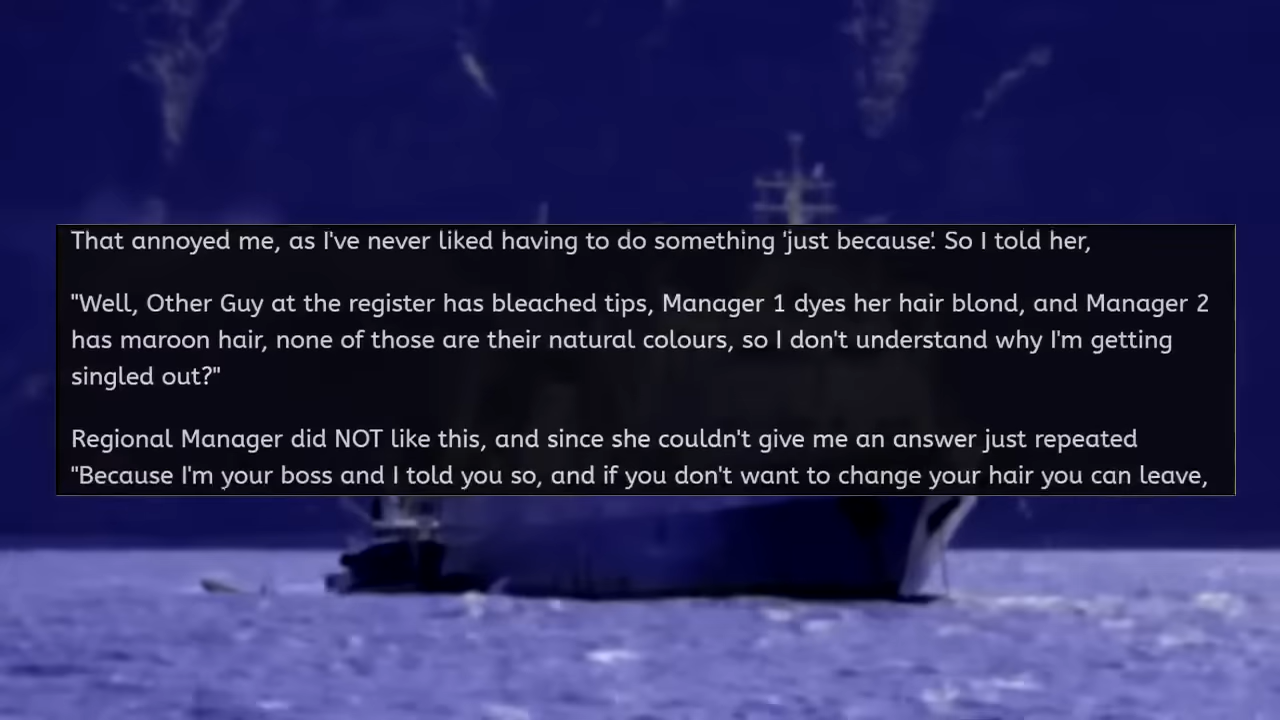 That annoyed me, as I've never liked having to do something 'just because'. So I told her,
"Well, Other Guy at the register has bleached tips, Manager 1 dyes her hair blond, and Manager 2
has maroon hair, none of those are their natural colours, so I don't understand why I'm getting
singled out?"
Regional Manager did NOT like this, and since she couldn't give me an answer just repeated
"Because I'm your boss and I told you so, and if you don't want to change your hair you can leave,